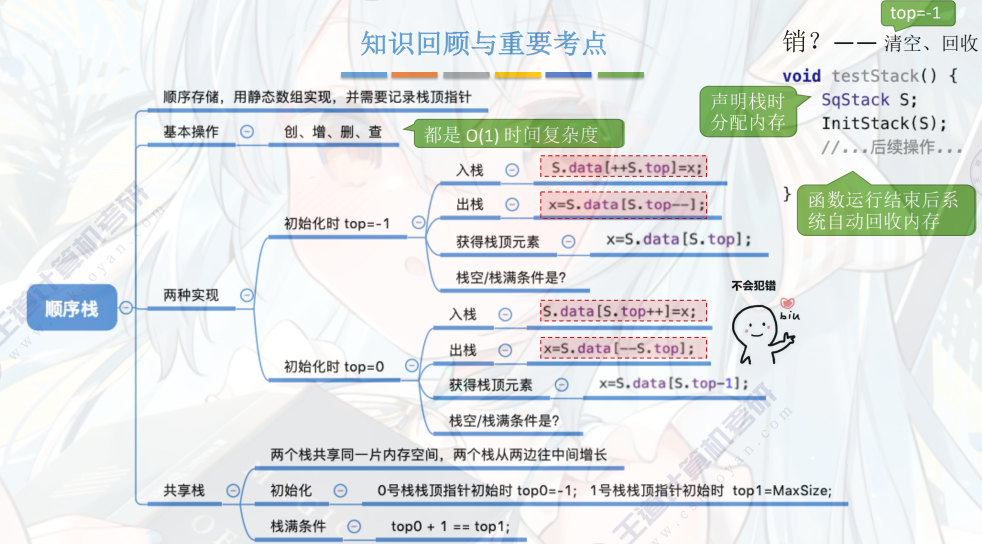 知识回顾与重要考点
top=-1
销？—— 清空、回收
void testStack() {
SqStack S;
InitStack(S);
//...后续操作...
}
声明栈时
分配内存
函数运行结束后系
统自动回收内存
顺序栈
顺序存储，用静态数组实现，并需要记录栈顶指针
基本操作 创、增、删、查
都是 O(1) 时间复杂度
两种实现
初始化时 top=-1
入栈 S.data[++S.top]=x;
出栈 x=S.data[S.top--];
获得栈顶元素 x=S.data[S.top];
栈空/栈满条件是?
初始化时 top=0
入栈 S.data[S.top++]=x;
出栈 x=S.data[--S.top];
获得栈顶元素 x=S.data[S.top-1];
栈空/栈满条件是?
不会犯错
biu
共享栈
两个栈共享同一片内存空间，两个栈从两边往中间增长
初始化 0号栈栈顶指针初始时 top0=-1； 1号栈栈顶指针初始时 top1=MaxSize;
栈满条件 top0 + 1 == top1;
王道计算机考研
王道计算机考研